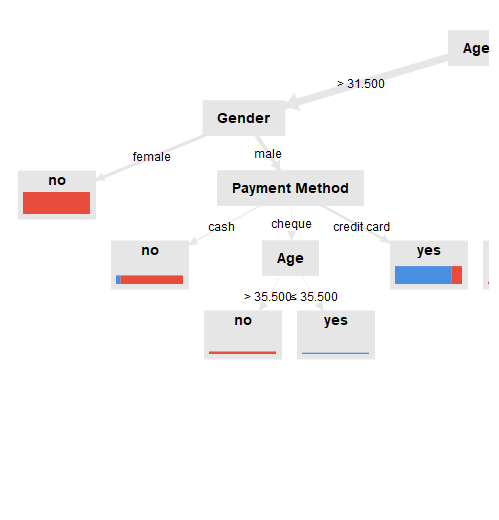 Age
> 31.500
Gender
female
male
no
Payment Method
cash
cheque
credit card
no
Age
yes
> 35.500
≤ 35.500
no
yes